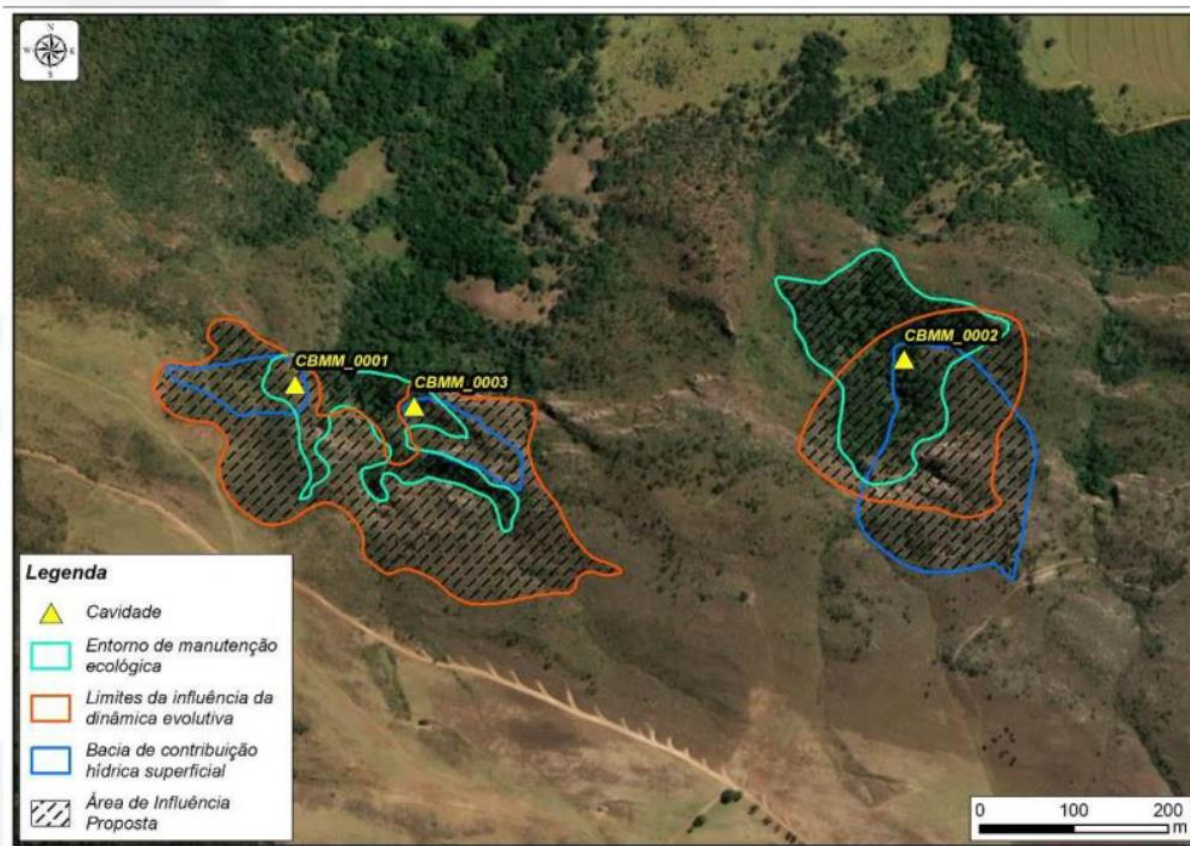 N
W E
S
CBMM_0001
CBMM_0003
CBMM_0002
Legenda
Cavidade
Entorno de manutenção
ecológica
Limites da influência da
dinâmica evolutiva
Bacia de contribuição
hídrica superficial
Área de Influência
Proposta
0 100 200
m